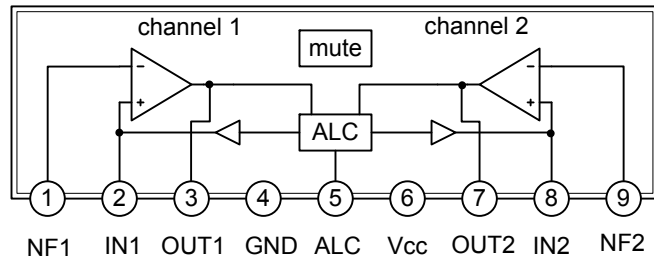 channel 1
channel 2
mute
−
−
+
+
ALC
1 2 3 4 5 6 7 8 9
NF1 IN1 OUT1 GND ALC Vcc OUT2 IN2 NF2